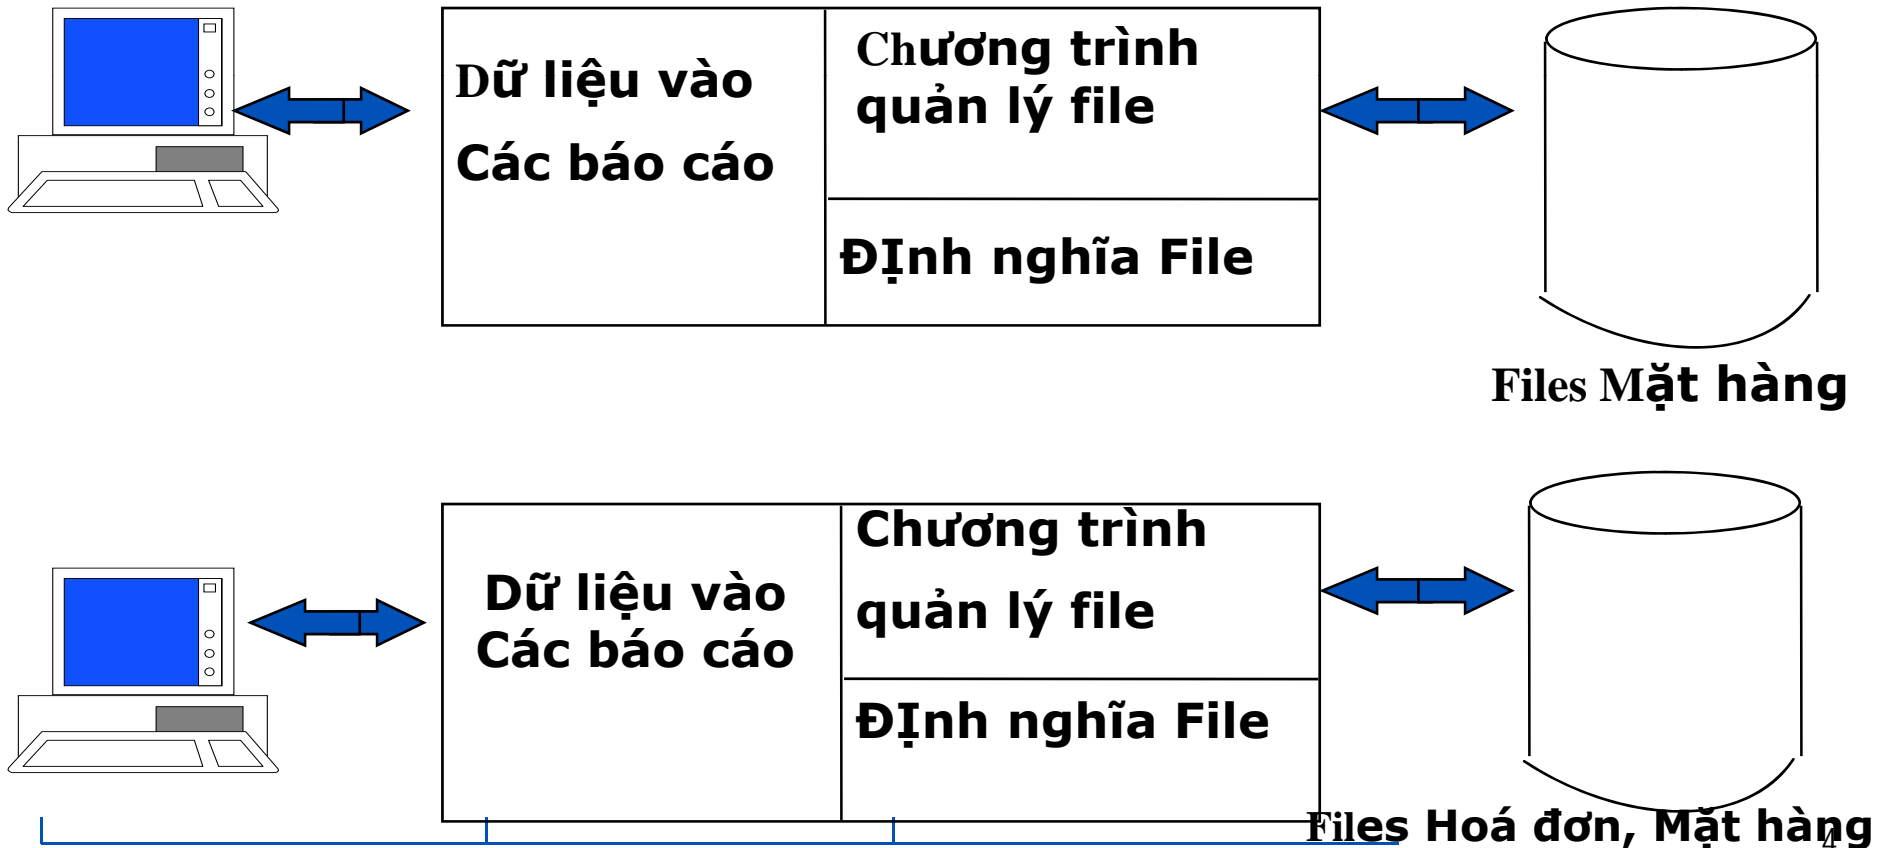 Dữ liệu vào
Các báo cáo
Chương trình
quản lý file
ĐỊnh nghĩa File
Files Mặt hàng
Dữ liệu vào
Các báo cáo
Chương trình
quản lý file
ĐỊnh nghĩa File
Files Hoá đơn, Mặt hàng
4